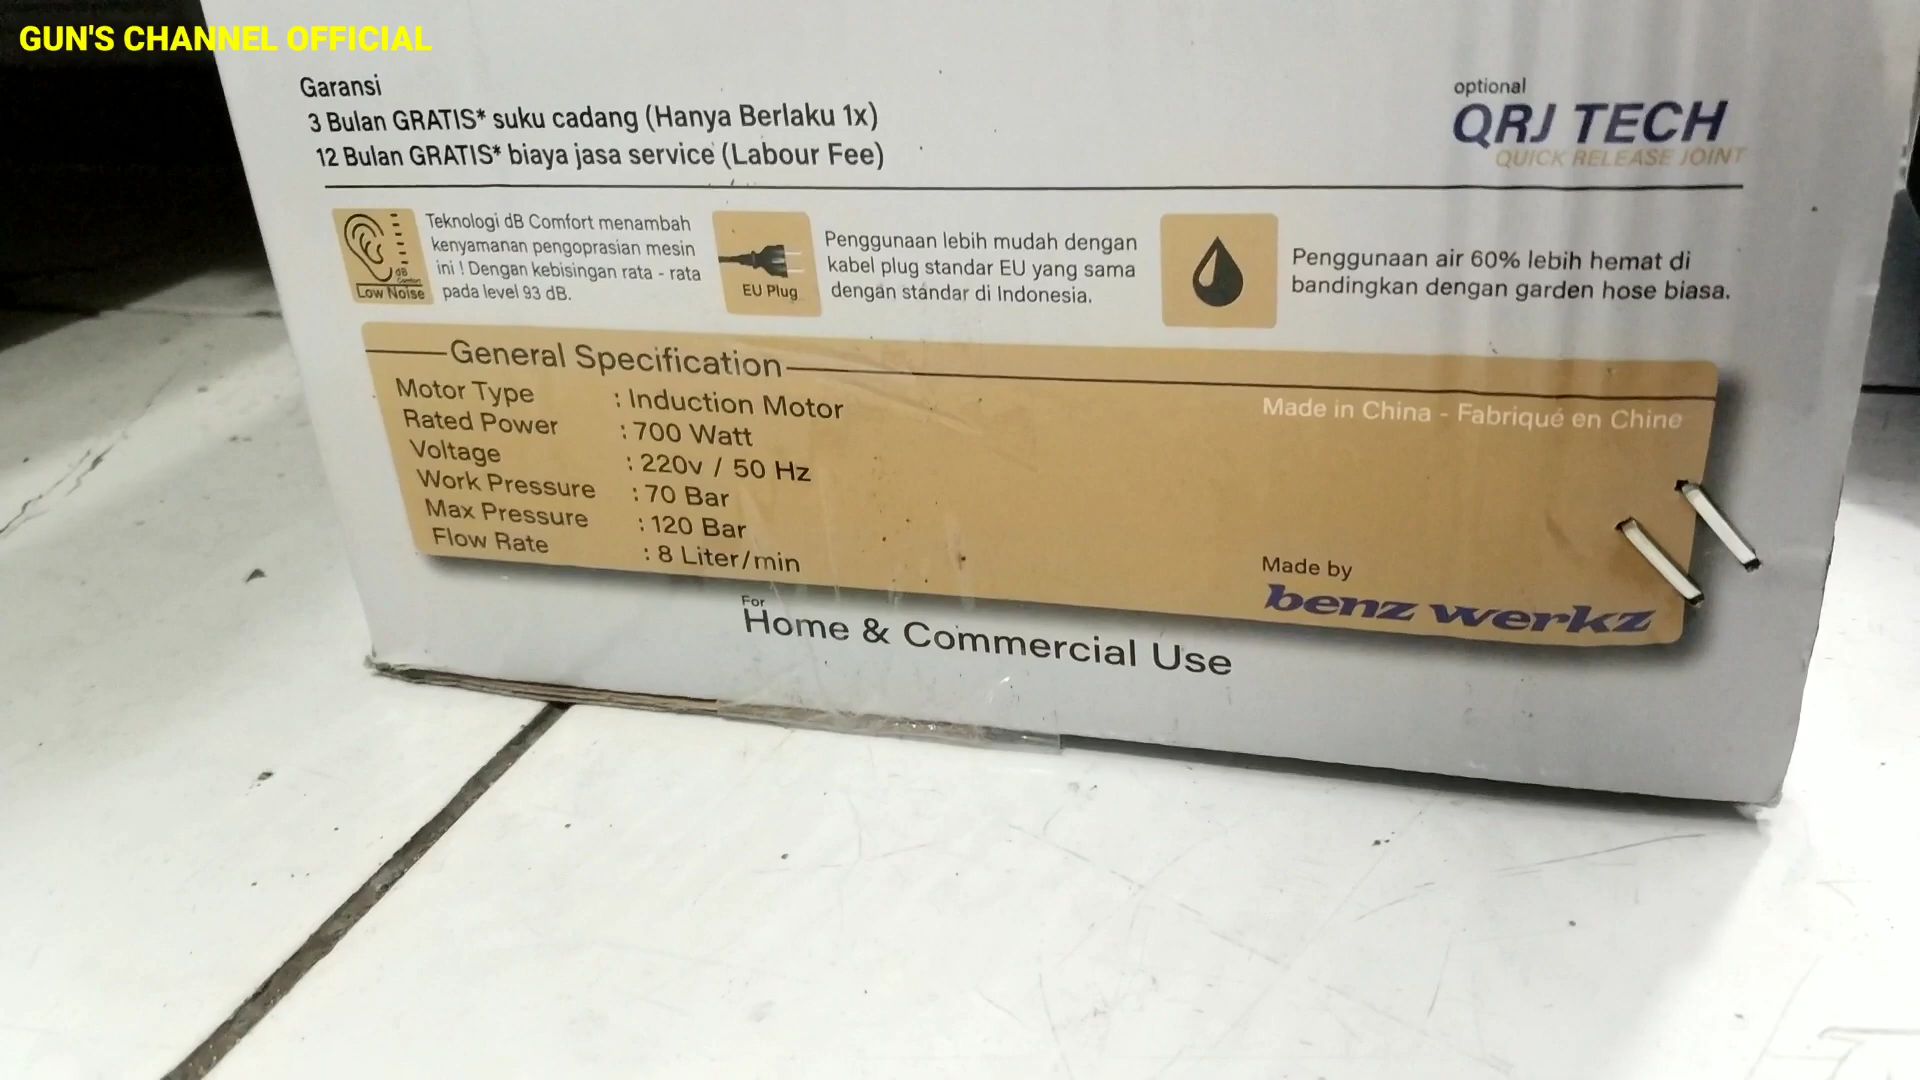 GUN'S CHANNEL OFFICIAL
Garansi
3 Bulan GRATIS* suku cadang (Hanya Berlaku 1x)
12 Bulan GRATIS* biaya jasa service (Labour Fee)
optional
QRJ TECH
QUICK RELEASE JOINT
dB
Comfort
Low Noise
Teknologi dB Comfort menambah
kenyamanan pengoprasian mesin
ini ! Dengan kebisingan rata - rata
pada level 93 dB.
EU Plug
Penggunaan lebih mudah dengan
kabel plug standar EU yang sama
dengan standar di Indonesia.
Penggunaan air 60% lebih hemat di
bandingkan dengan garden hose biasa.
General Specification
Motor Type : Induction Motor
Rated Power : 700 Watt
Voltage : 220v / 50 Hz
Work Pressure : 70 Bar
Max Pressure : 120 Bar
Flow Rate : 8 Liter/min
Made in China - Fabriqué en Chine
Made by
benz werkz
For
Home & Commercial Use